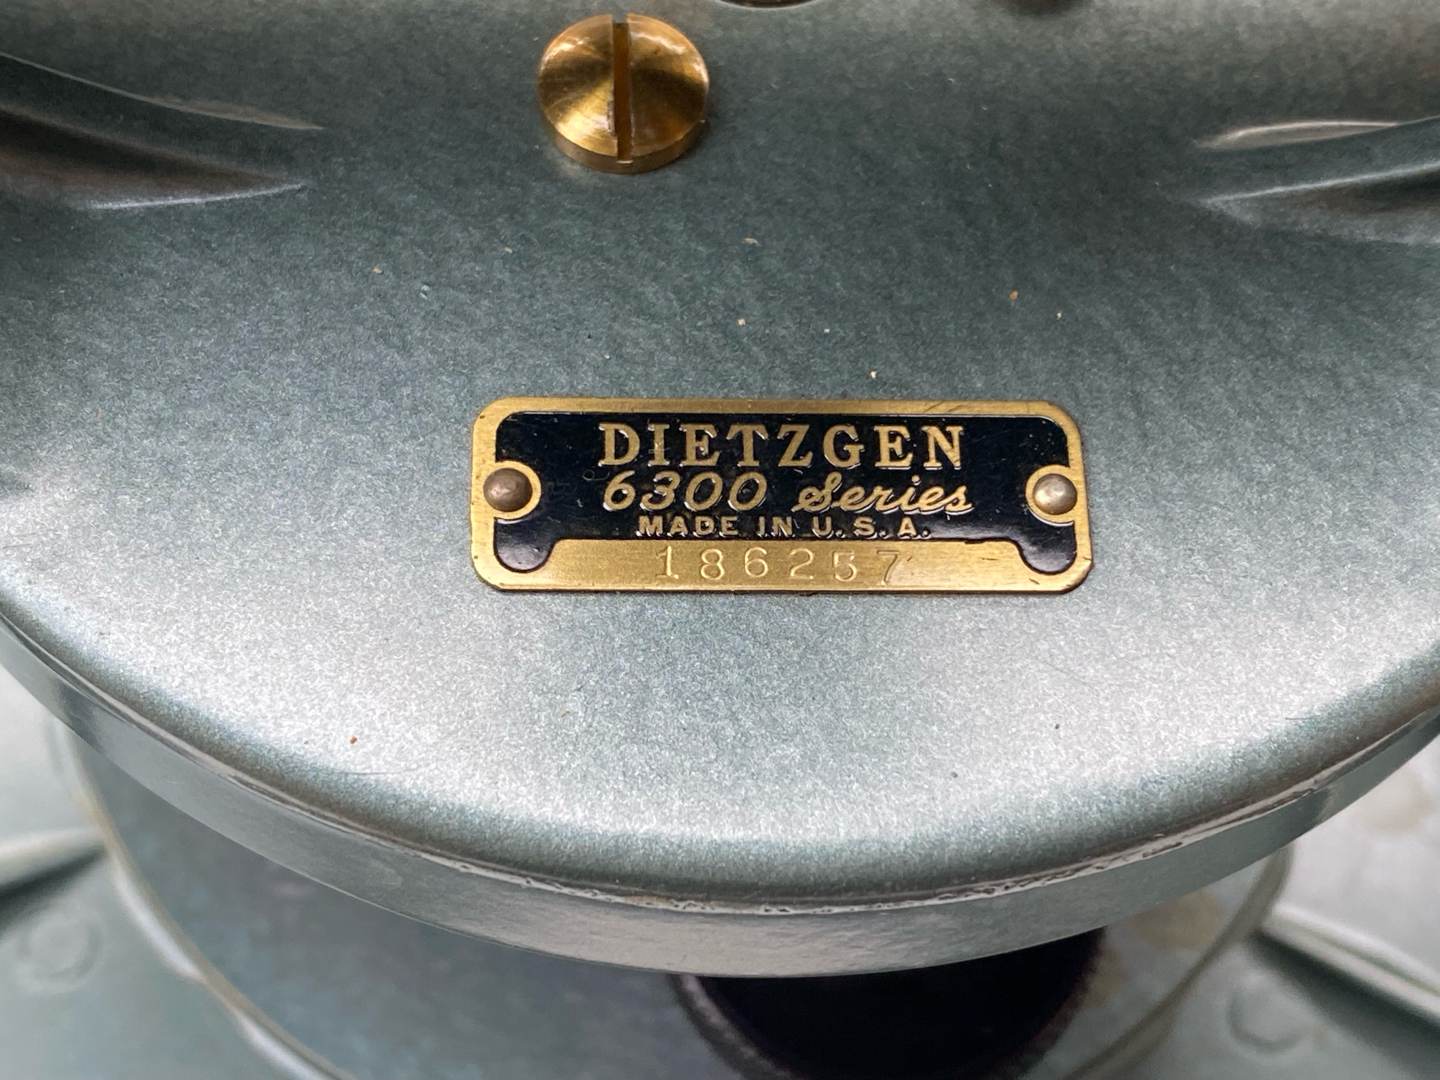 DIETZGEN
6300 Series
MADE IN U.S.A.
186257